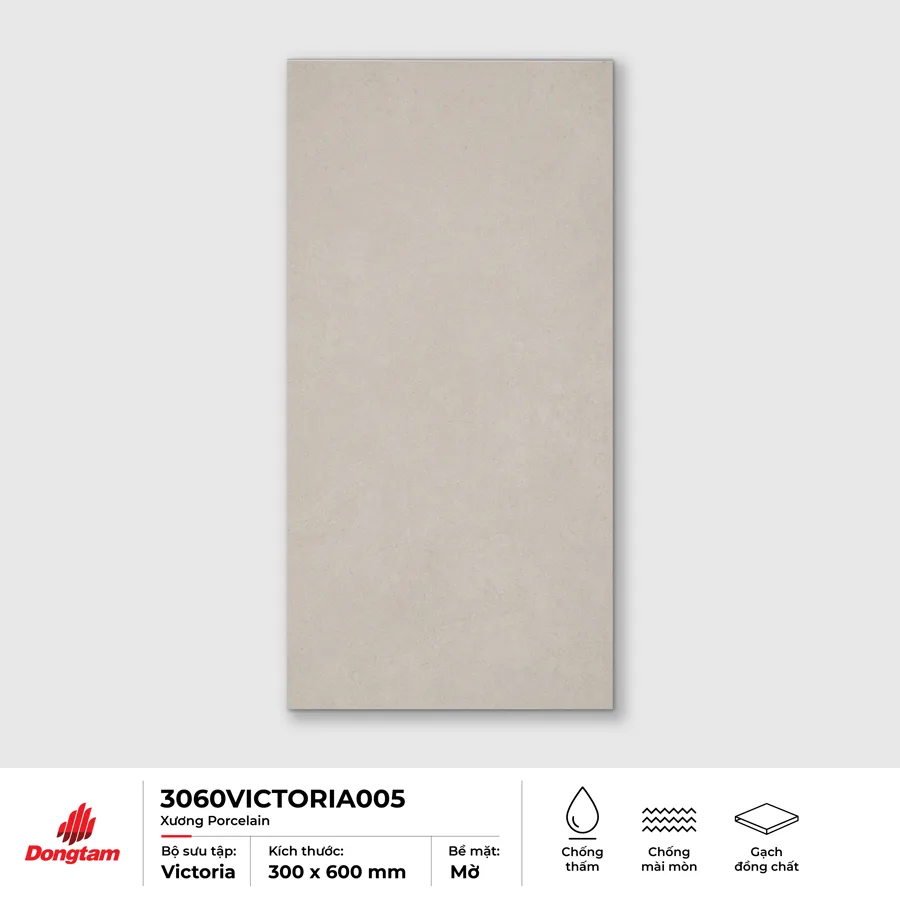 3060VICTORIA005
Xương Porcelain
Dongtam
Bộ sưu tập:
Victoria
Kích thước:
300 x 600 mm
Bề mặt:
Mờ
Chống
thấm
Chống
mài mòn
Gạch
đồng chất